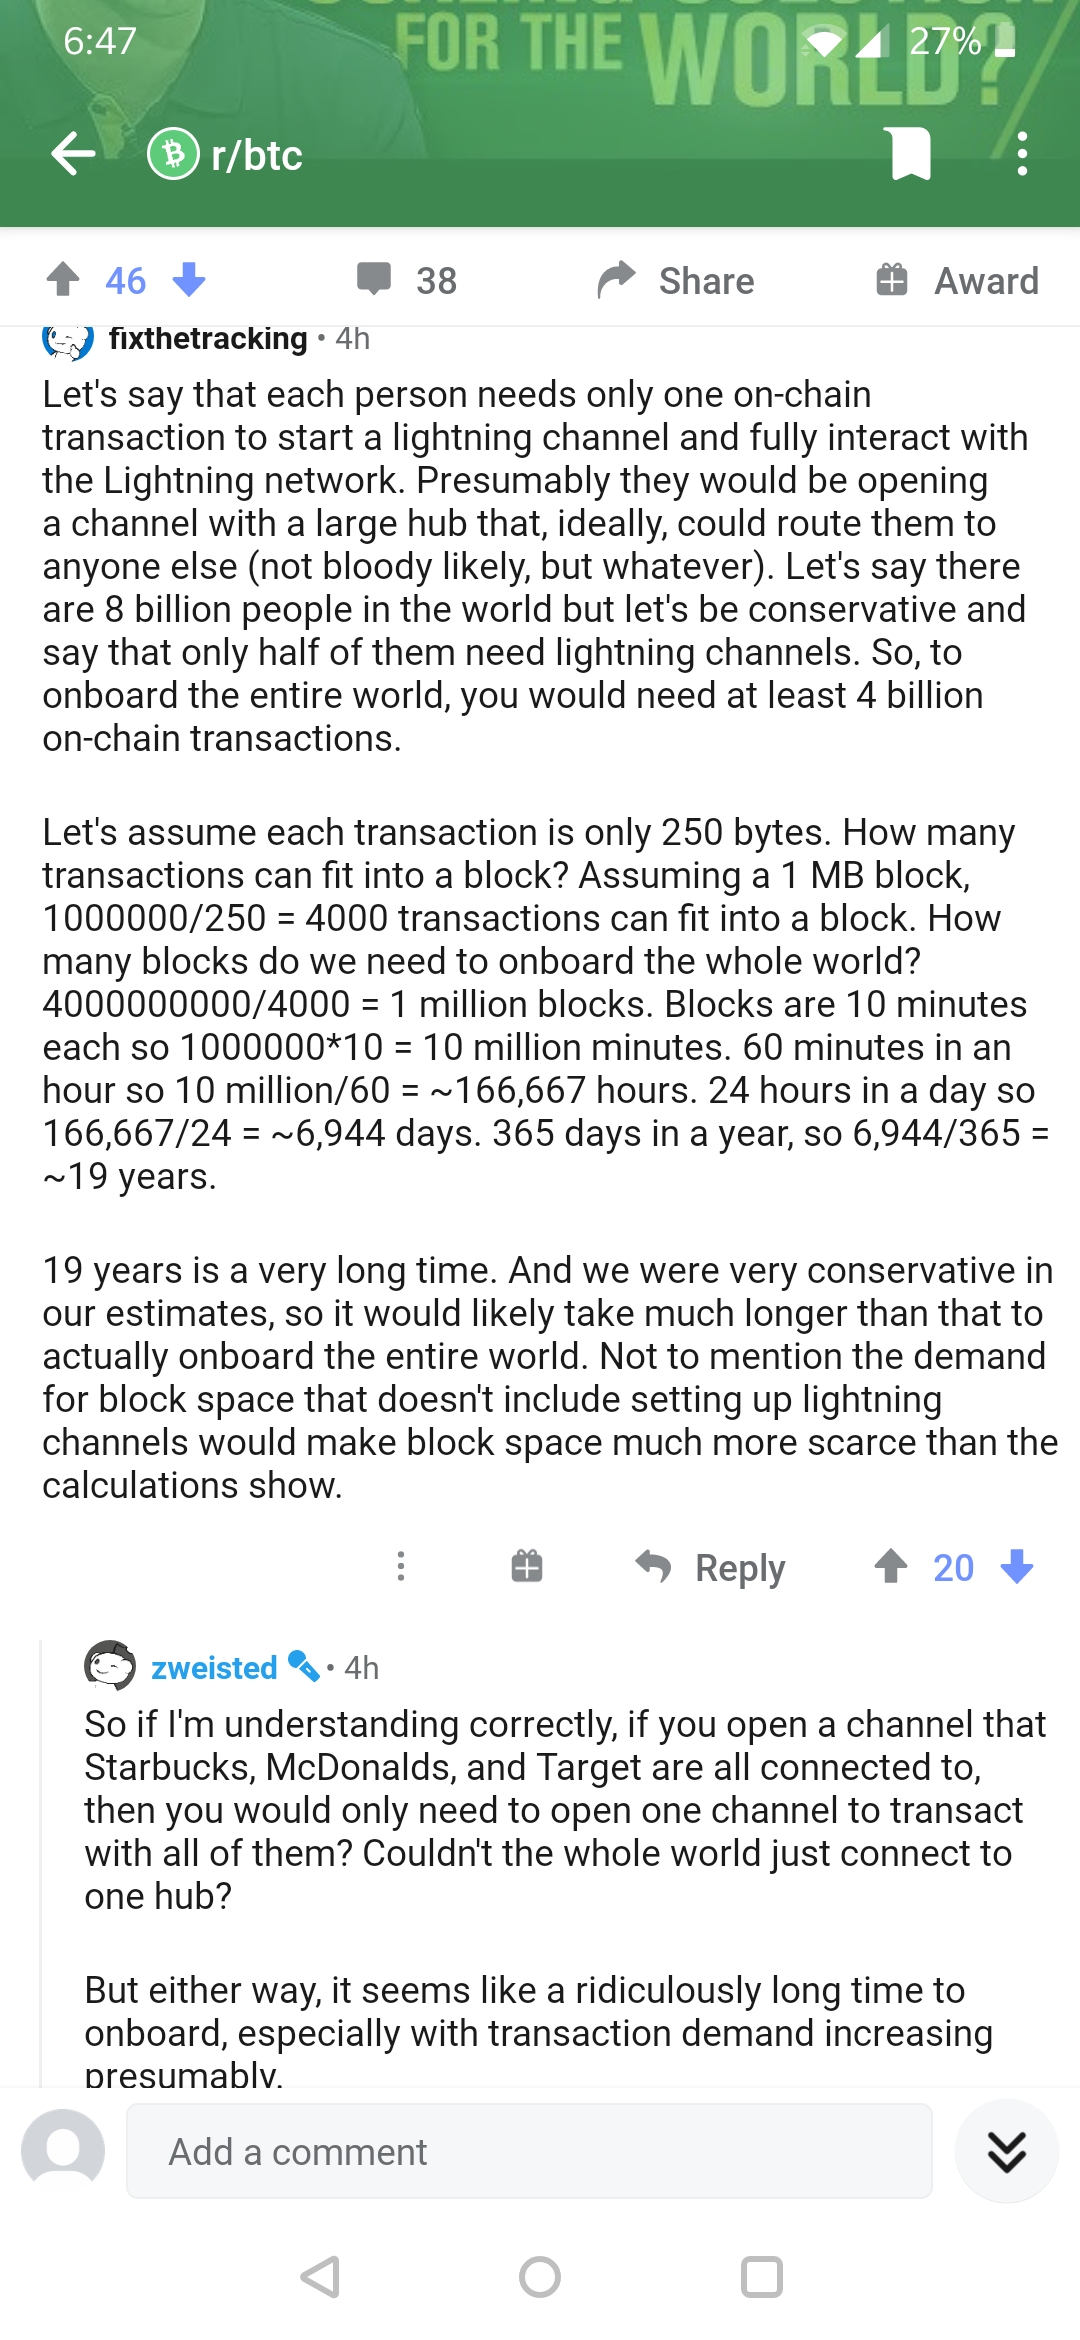 FOR THE WORLD?
6:47
27%
r/btc
46
38
Share
Award
fixthetracking • 4h
Let's say that each person needs only one on-chain
transaction to start a lightning channel and fully interact with
the Lightning network. Presumably they would be opening
a channel with a large hub that, ideally, could route them to
anyone else (not bloody likely, but whatever). Let's say there
are 8 billion people in the world but let's be conservative and
say that only half of them need lightning channels. So, to
onboard the entire world, you would need at least 4 billion
on-chain transactions.
Let's assume each transaction is only 250 bytes. How many
transactions can fit into a block? Assuming a 1 MB block,
1000000/250 = 4000 transactions can fit into a block. How
many blocks do we need to onboard the whole world?
4000000000/4000 = 1 million blocks. Blocks are 10 minutes
each so 1000000*10 = 10 million minutes. 60 minutes in an
hour so 10 million/60 = ~166,667 hours. 24 hours in a day so
166,667/24 = ~6,944 days. 365 days in a year, so 6,944/365 =
~19 years.
19 years is a very long time. And we were very conservative in
our estimates, so it would likely take much longer than that to
actually onboard the entire world. Not to mention the demand
for block space that doesn't include setting up lightning
channels would make block space much more scarce than the
calculations show.
Reply
20
zweisted • 4h
So if I'm understanding correctly, if you open a channel that
Starbucks, McDonalds, and Target are all connected to,
then you would only need to open one channel to transact
with all of them? Couldn't the whole world just connect to
one hub?
But either way, it seems like a ridiculously long time to
onboard, especially with transaction demand increasing
presumably.
Add a comment